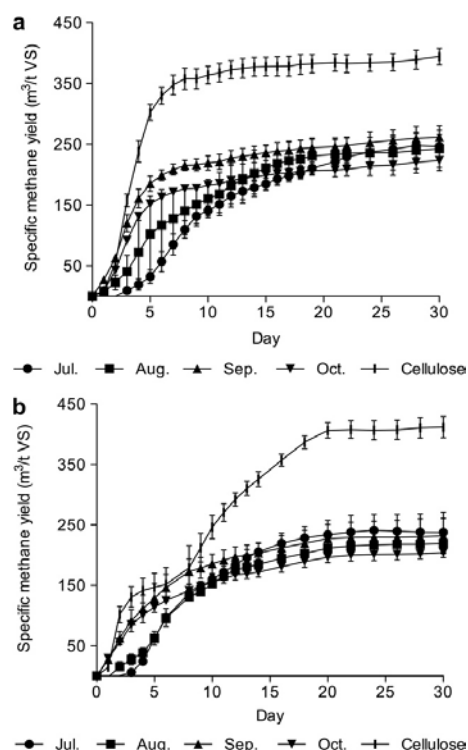 a
Specific methane yield (m³/t VS)
450
350
250
150
50
0 5 10 15 20 25 30
Day
Jul. Aug. Sep. Oct. Cellulose
b
Specific methane yield (m³/t VS)
450
350
250
150
50
0 5 10 15 20 25 30
Day
Jul. Aug. Sep. Oct. Cellulose